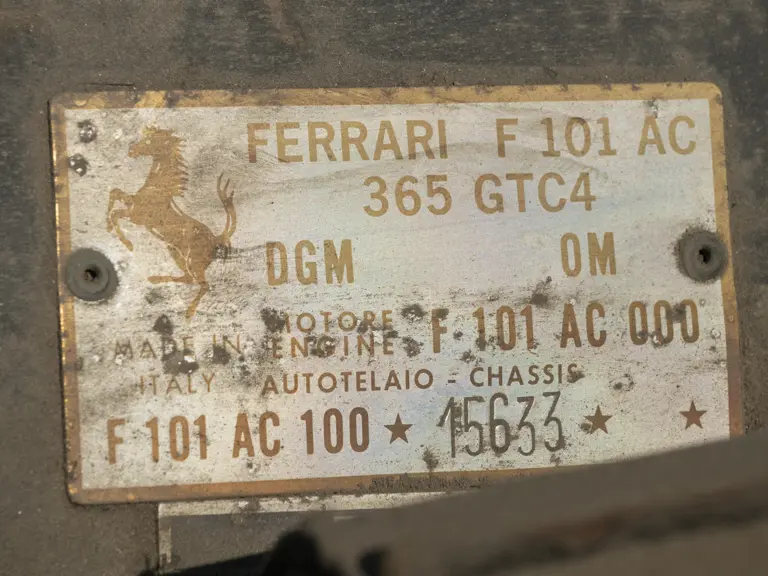 FERRARI F 101 AC
365 GTC4
DGM OM
MOTORE
ENGINE F 101 AC 000
MADE IN
ITALY AUTOTELAIO - CHASSIS
F 101 AC 100 ★ 15633 ★ ★